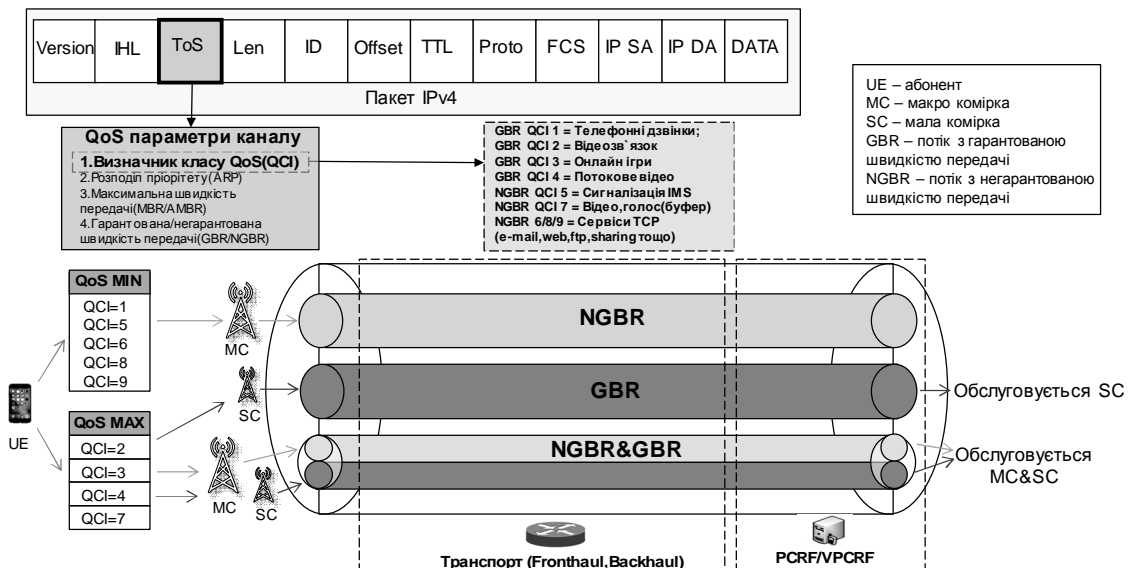 Version IHL ToS Len ID Offset TTL Proto FCS IP SA IP DA DATA
Пакет IPv4
UE – абонент
MC – макро комірка
SC – мала комірка
GBR – потік з гарантованою
швидкістю передачі
NGBR – потік з негарантованою
швидкістю передачі
QoS параметри каналу
1.Визначник класу QoS(QCI)
2.Розподіл пріорітету(ARP)
3.Максимальна швидкість
передачі(MBR/AMBR)
4.Гарантована/негарантована
швидкість передачі(GBR/NGBR)
GBR QCI 1 = Телефонні дзвінки;
GBR QCI 2 = Відеозв`язок
GBR QCI 3 = Онлайн ігри
GBR QCI 4 = Потокове відео
NGBR QCI 5 = Сигналізація IMS
NGBR QCI 7 = Відео,голос(буфер)
NGBR 6/8/9 = Сервіси TCP
(e-mail,web,ftp,sharing тощо)
QoS MIN
QCI=1
QCI=5
QCI=6
QCI=8
QCI=9
MC
NGBR
SC
GBR
Обслуговується SC
UE
QoS MAX
QCI=2
QCI=3
QCI=4
QCI=7
MC
SC
NGBR&GBR
Обслуговується
MC&SC
Транспорт (Fronthaul,Backhaul)
PCRF/VPCRF